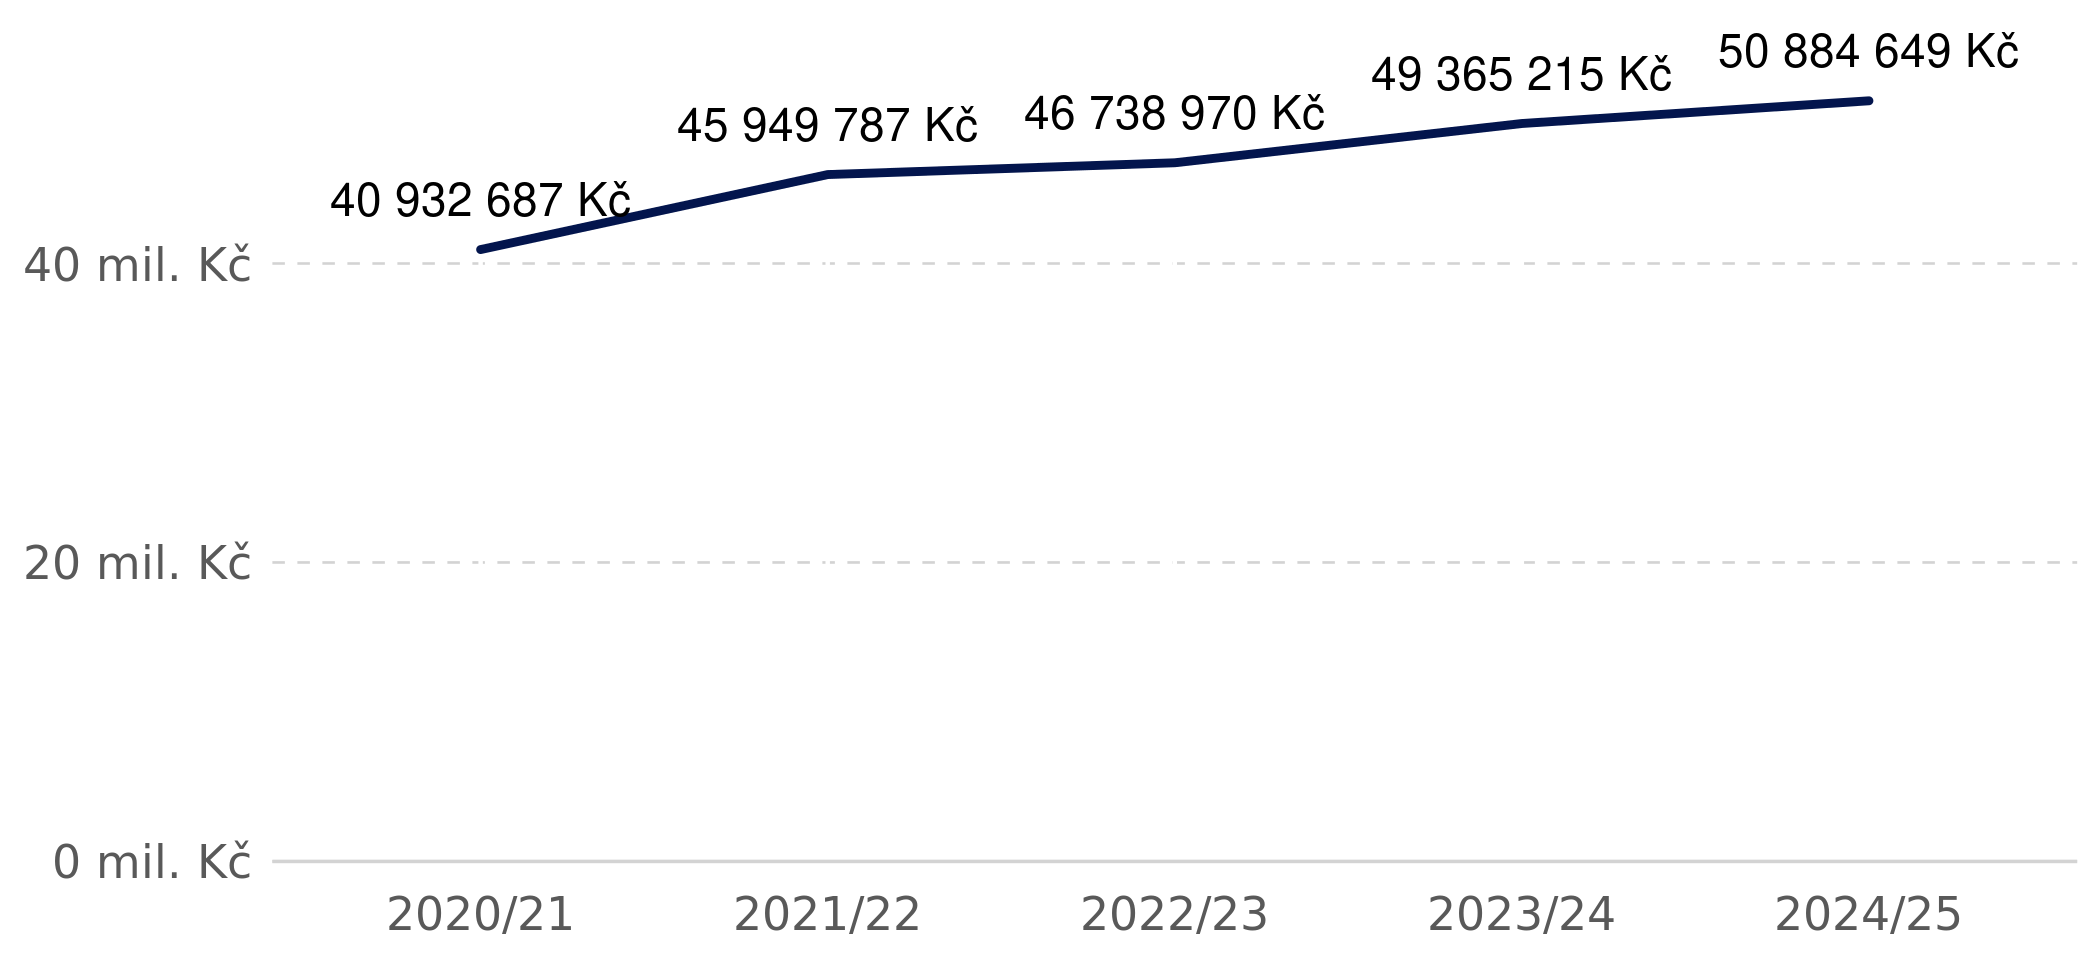 50 884 649 Kč
49 365 215 Kč
46 738 970 Kč
45 949 787 Kč
40 932 687 Kč
40 mil. Kč
20 mil. Kč
0 mil. Kč
2020/21 2021/22 2022/23 2023/24 2024/25